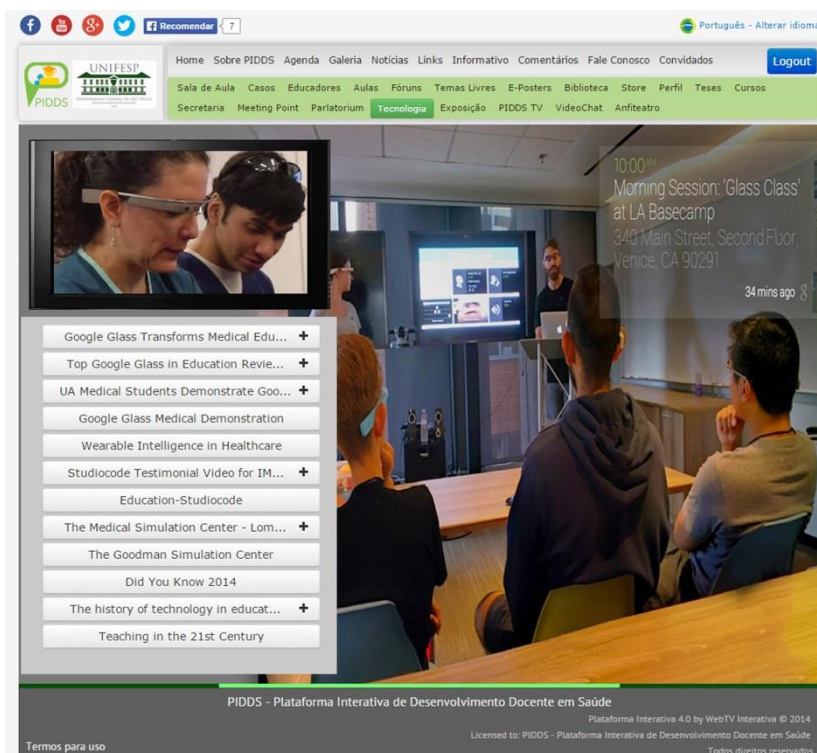 f Recomendar 7
Português - Alterar idioma
UNIFESP
PIDDS
Home Sobre PIDDS Agenda Galeria Notícias Links Informativo Comentários Fale Conosco Convidados
Logout
Sala de Aula Casos Educadores Aulas Fóruns Temas Livres E-Posters Biblioteca Store Perfil Teses Cursos
Secretaria Meeting Point Parlatorium Tecnologia Exposição PIDDS TV VideoChat Anfiteatro
10:00AM
Morning Session: 'Glass Class'
at LA Basecamp
340 Main Street, Second Floor,
Venice, CA 90291
34 mins ago
Google Glass Transforms Medical Edu... +
Top Google Glass in Education Revie... +
UA Medical Students Demonstrate Goo... +
Google Glass Medical Demonstration
Wearable Intelligence in Healthcare
Studiocode Testimonial Video for IM... +
Education-Studiocode
The Medical Simulation Center - Lom... +
The Goodman Simulation Center
Did You Know 2014
The history of technology in educat... +
Teaching in the 21st Century
PIDDS - Plataforma Interativa de Desenvolvimento Docente em Saúde
Plataforma Interativa 4.0 by WebTV Interativa © 2014
Licensed to: PIDDS - Plataforma Interativa de Desenvolvimento Docente em Saúde
Termos para uso
Todos direitos reservados